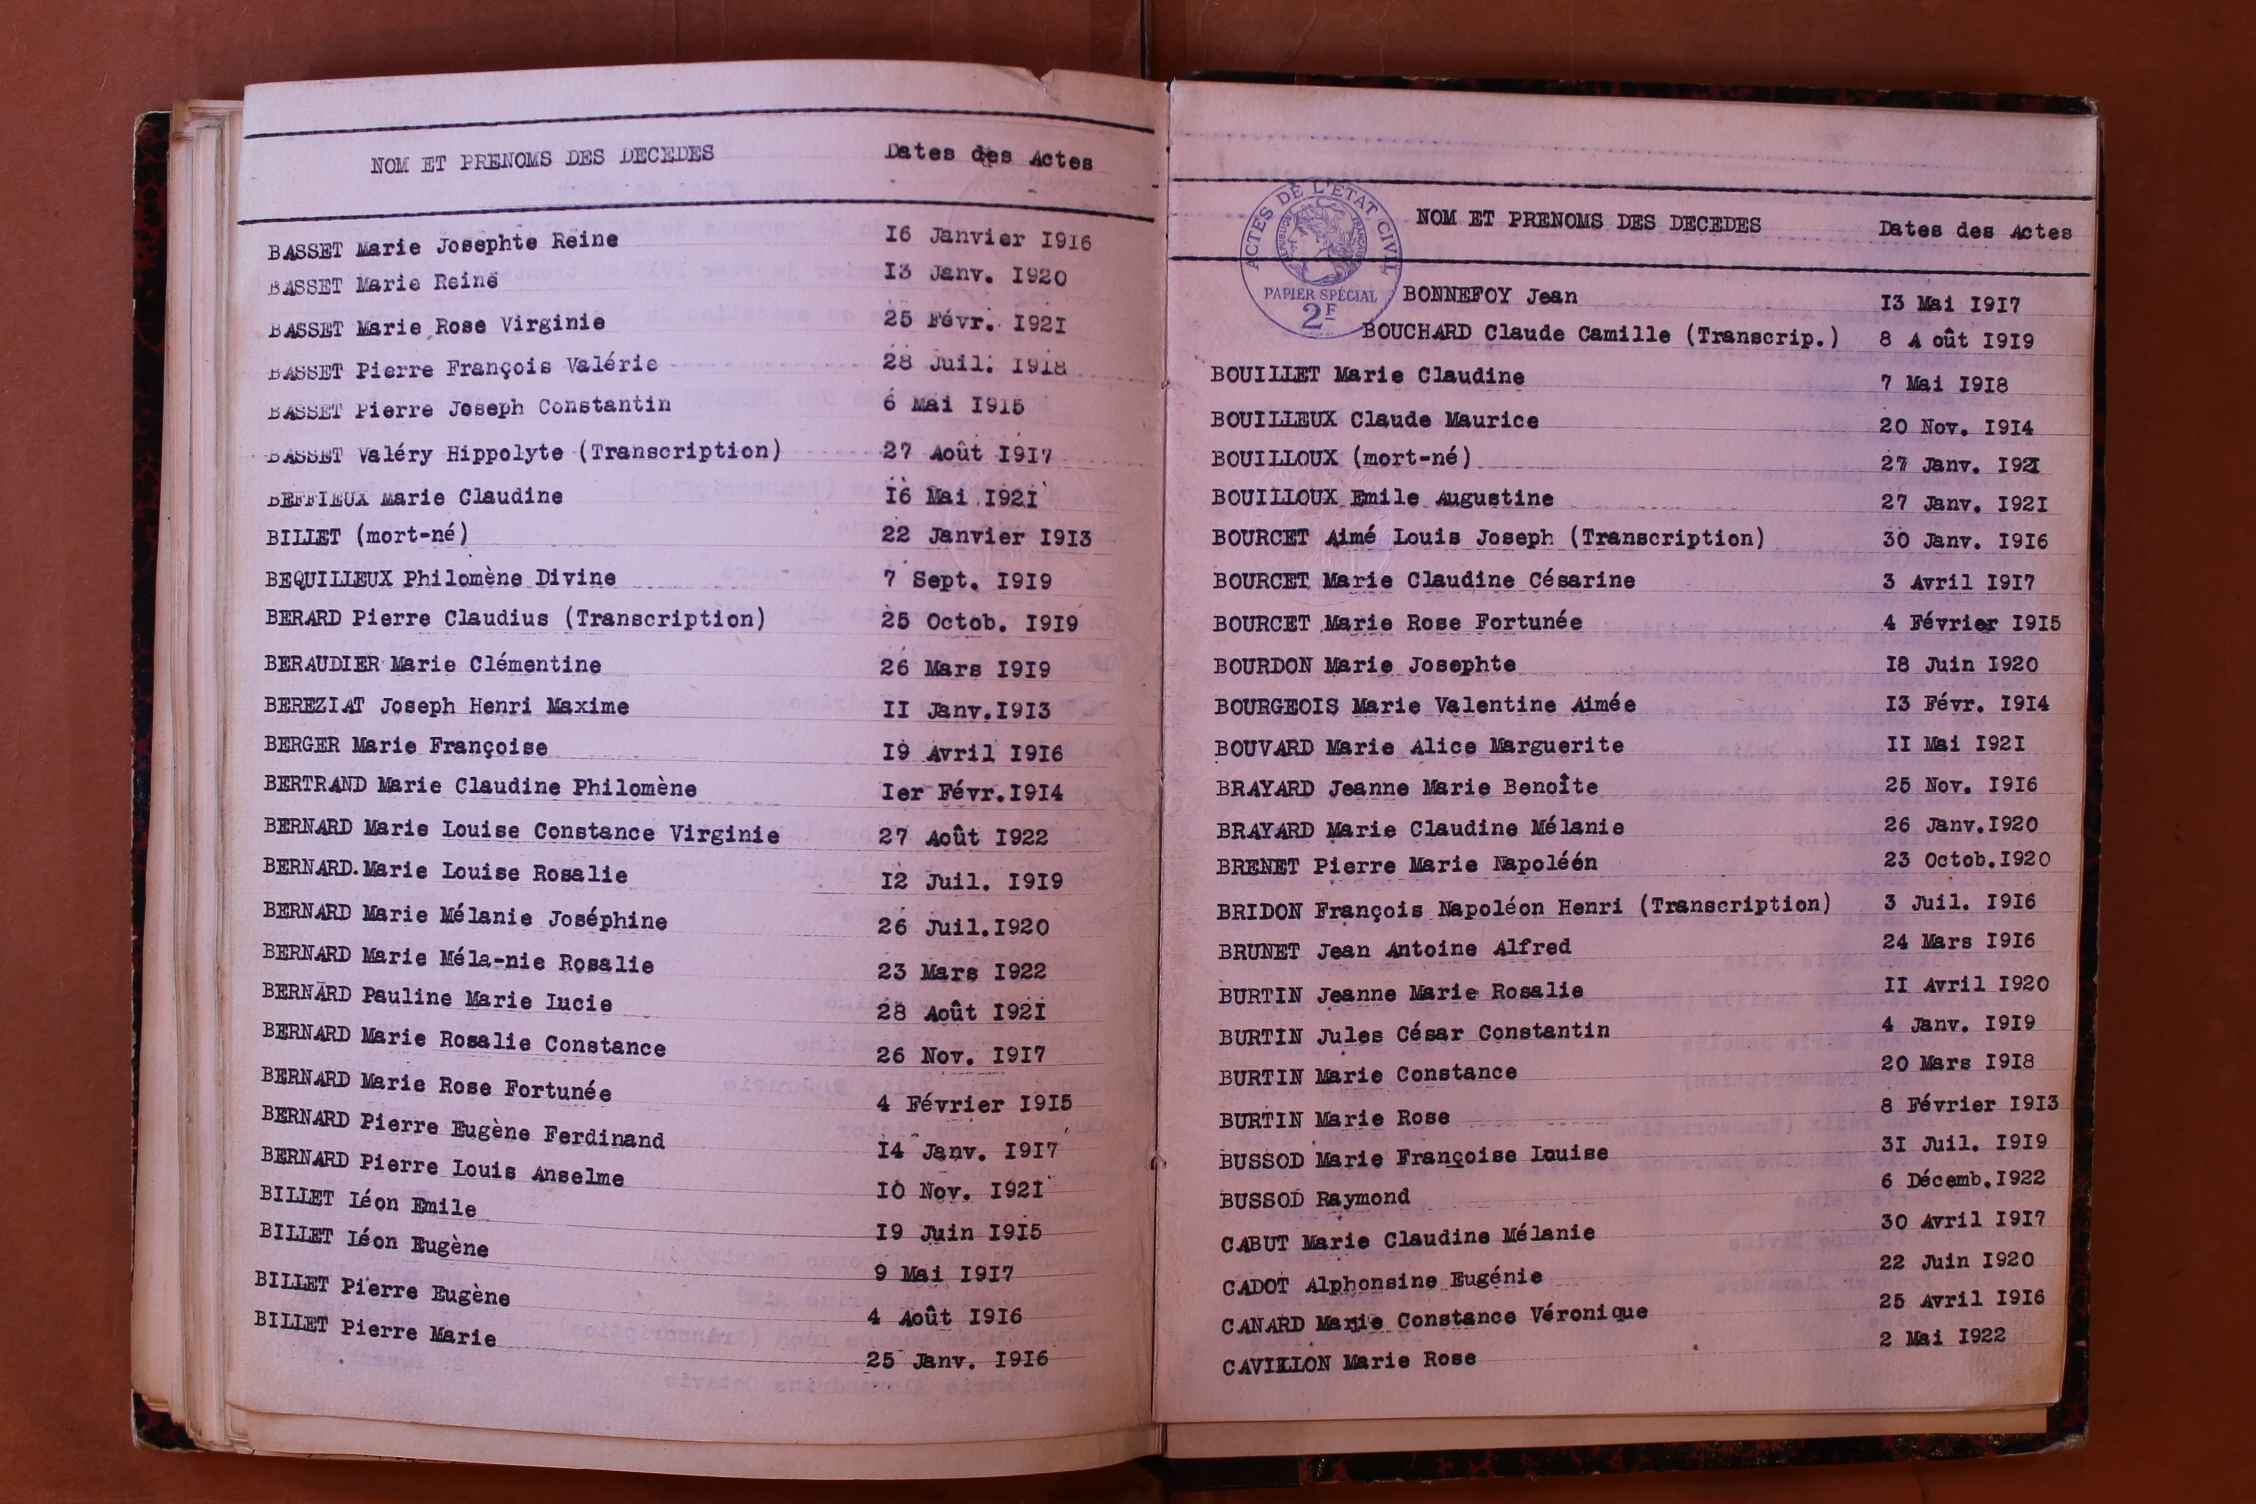 NOM ET PRENOMS DES DECEDES Dates des Actes
BASSET Marie Josephte Reine 16 Janvier 1916
BASSET Marie Reine 13 Janv. 1920
BASSET Marie Rose Virginie 25 Févr. 1921
BASSET Pierre François Valérie 28 Juil. 1918
BASSET Pierre Joseph Constantin 6 Mai 1915
BASSET Valéry Hippolyte (Transcription) 27 Août 1917
BEFFIEUX Marie Claudine 16 Mai 1921
BILLET (mort-né) 22 Janvier 1913
BEQUILLEUX Philomène Divine 7 Sept. 1919
BERARD Pierre Claudius (Transcription) 25 Octob. 1919
BERAUDIER Marie Clémentine 26 Mars 1919
BEREZIAT Joseph Henri Maxime 11 Janv.1913
BERGER Marie Françoise 19 Avril 1916
BERTRAND Marie Claudine Philomène 1er Févr.1914
BERNARD Marie Louise Constance Virginie 27 Août 1922
BERNARD.Marie Louise Rosalie 12 Juil. 1919
BERNARD Marie Mélanie Joséphine 26 Juil.1920
BERNARD Marie Méla-nie Rosalie 23 Mars 1922
BERNARD Pauline Marie Lucie 28 Août 1921
BERNARD Marie Rosalie Constance 26 Nov. 1917
BERNARD Marie Rose Fortunée 4 Février 1915
BERNARD Pierre Eugène Ferdinand 14 Janv. 1917
BERNARD Pierre Louis Anselme 10 Nov. 1921
BILLET Léon Emile 19 Juin 1915
BILLET Léon Eugène 9 Mai 1917
BILLET Pierre Eugène 4 Août 1916
BILLET Pierre Marie 25 Janv. 1916
ACTES DE L'ETAT CIVIL
REPUBLIQUE FRANÇAISE
PAPIER SPÉCIAL
2F
NOM ET PRENOMS DES DECEDES Dates des Actes
BONNEFOY Jean 13 Mai 1917
BOUCHARD Claude Camille (Transcrip.) 8 A oût 1919
BOUILLET Marie Claudine 7 Mai 1918
BOUILLEUX Claude Maurice 20 Nov. 1914
BOUILLOUX (mort-né) 27 Janv. 1921
BOUILLOUX Emile Augustine 27 Janv. 1921
BOURCET Aimé Louis Joseph (Transcription) 30 Janv. 1916
BOURCET Marie Claudine Césarine 3 Avril 1917
BOURCET Marie Rose Fortunée 4 Février 1915
BOURDON Marie Josephte 18 Juin 1920
BOURGEOIS Marie Valentine Aimée 13 Févr. 1914
BOUVARD Marie Alice Marguerite 11 Mai 1921
BRAYARD Jeanne Marie Benoîte 25 Nov. 1916
BRAYARD Marie Claudine Mélanie 26 Janv.1920
BRENET Pierre Marie Napoléén 23 Octob.1920
BRIDON François Napoléon Henri (Transcription) 3 Juil. 1916
BRUNET Jean Antoine Alfred 24 Mars 1916
BURTIN Jeanne Marie Rosalie 11 Avril 1920
BURTIN Jules César Constantin 4 Janv. 1919
BURTIN Marie Constance 20 Mars 1918
BURTIN Marie Rose 8 Février 1913
BUSSOD Marie Françoise Louise 31 Juil. 1919
BUSSOD Raymond 6 Décemb.1922
CABUT Marie Claudine Mélanie 30 Avril 1917
CADOT Alphonsine Eugénie 22 Juin 1920
CANARD Marie Constance Véronique 25 Avril 1916
CAVILLON Marie Rose 2 Mai 1922